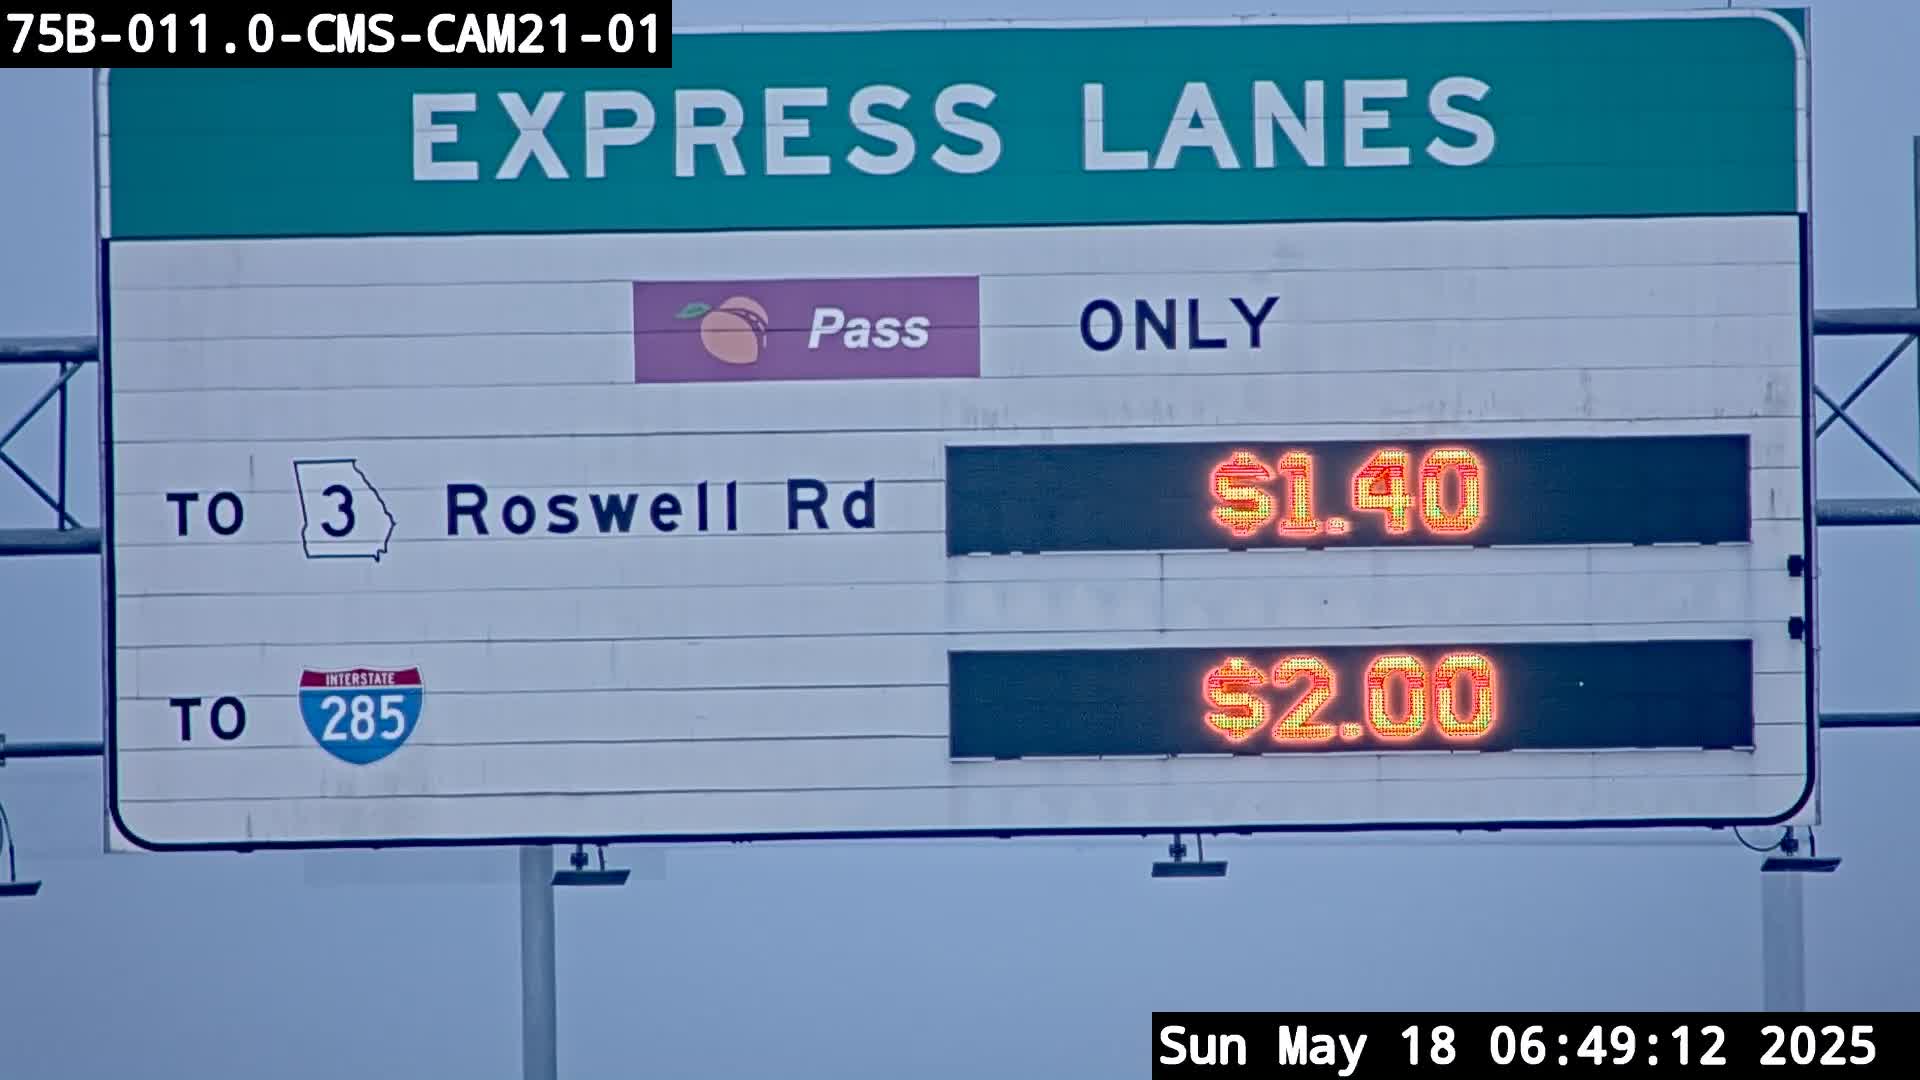 75B-011.0-CMS-CAM21-01
EXPRESS LANES
Pass ONLY
TO 3 Roswell Rd $1.40
TO INTERSTATE 285 $2.00
Sun May 18 06:49:12 2025